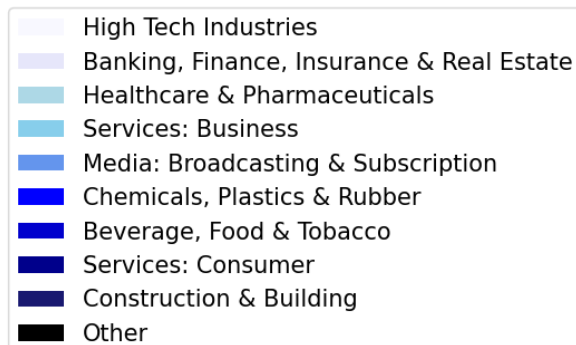 High Tech Industries
Banking, Finance, Insurance & Real Estate
Healthcare & Pharmaceuticals
Services: Business
Media: Broadcasting & Subscription
Chemicals, Plastics & Rubber
Beverage, Food & Tobacco
Services: Consumer
Construction & Building
Other